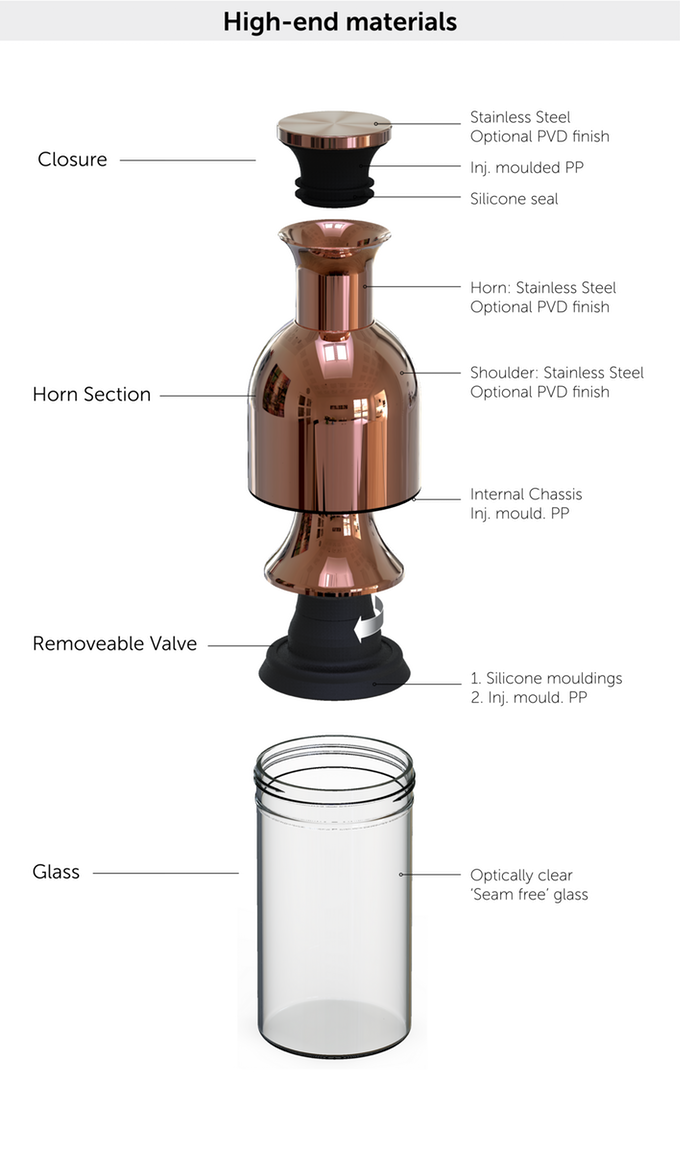 High-end materials
Closure
Stainless Steel
Optional PVD finish
Inj. moulded PP
Silicone seal
Horn: Stainless Steel
Optional PVD finish
Horn Section
Shoulder: Stainless Steel
Optional PVD finish
Internal Chassis
Inj. mould. PP
Removeable Valve
1. Silicone mouldings
2. Inj. mould. PP
Glass
Optically clear
‘Seam free’ glass